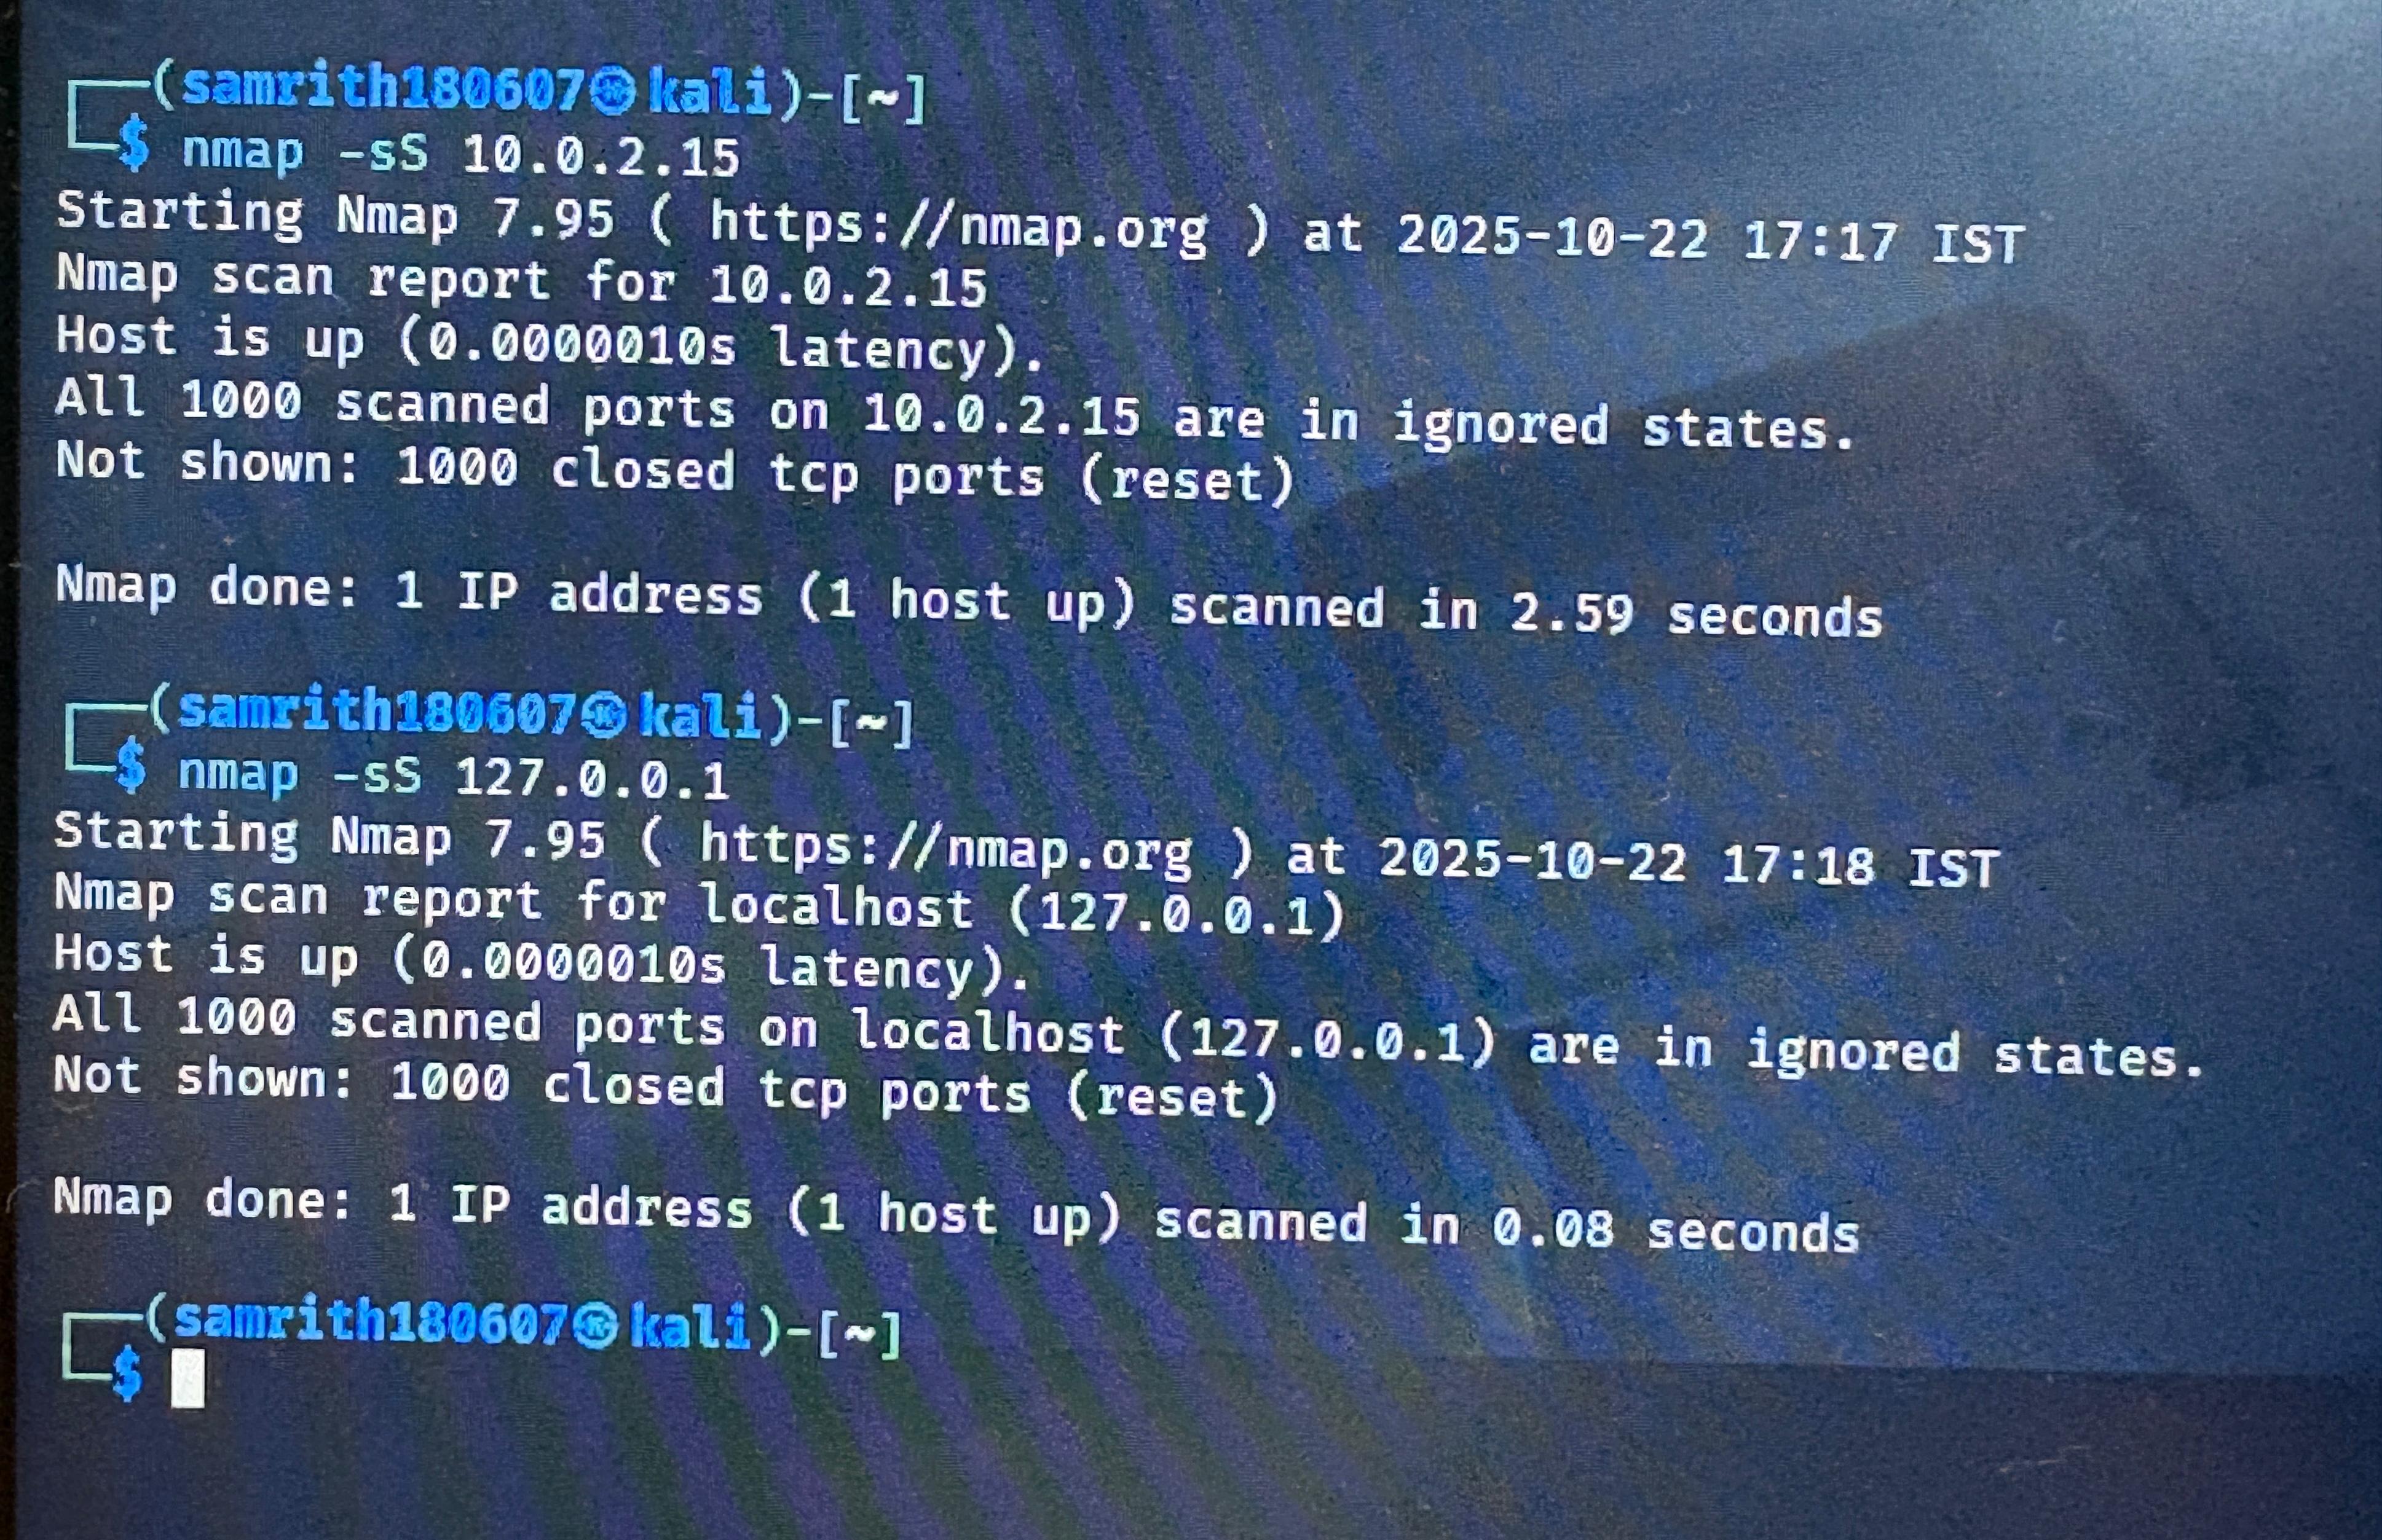 ┌──(samrith180607㉿kali)-[~]
└─$ nmap -sS 10.0.2.15
Starting Nmap 7.95 ( https://nmap.org ) at 2025-10-22 17:17 IST
Nmap scan report for 10.0.2.15
Host is up (0.0000010s latency).
All 1000 scanned ports on 10.0.2.15 are in ignored states.
Not shown: 1000 closed tcp ports (reset)

Nmap done: 1 IP address (1 host up) scanned in 2.59 seconds

┌──(samrith180607㉿kali)-[~]
└─$ nmap -sS 127.0.0.1
Starting Nmap 7.95 ( https://nmap.org ) at 2025-10-22 17:18 IST
Nmap scan report for localhost (127.0.0.1)
Host is up (0.0000010s latency).
All 1000 scanned ports on localhost (127.0.0.1) are in ignored states.
Not shown: 1000 closed tcp ports (reset)

Nmap done: 1 IP address (1 host up) scanned in 0.08 seconds

┌──(samrith180607㉿kali)-[~]
└─$